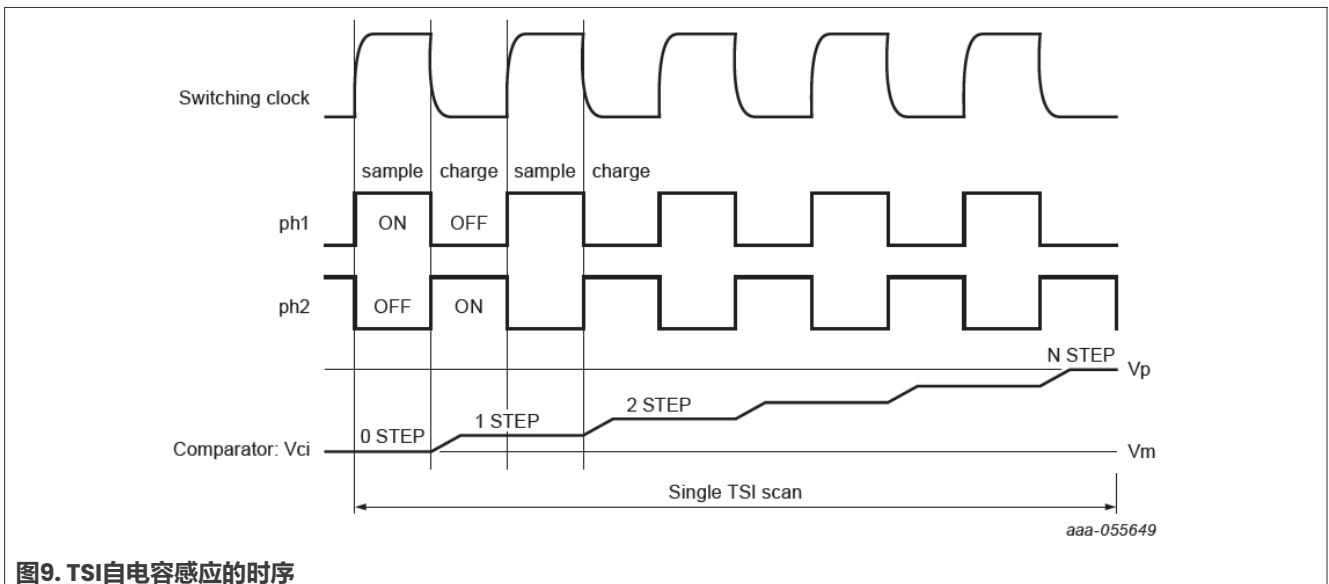 Switching clock
sample charge sample charge
ph1 ON OFF
ph2 OFF ON
N STEP Vp
2 STEP
1 STEP
0 STEP
Comparator: Vci Vm
Single TSI scan
aaa-055649
图9. TSI自电容感应的时序